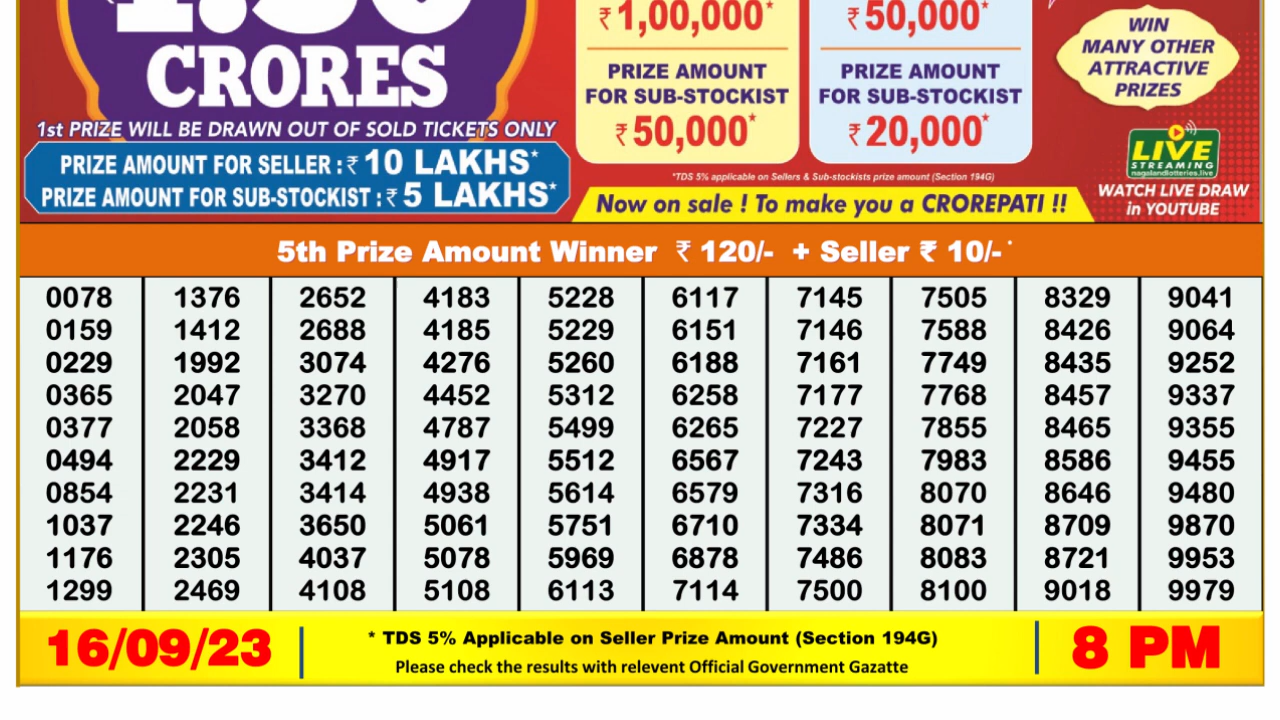 CRORES
1st PRIZE WILL BE DRAWN OUT OF SOLD TICKETS ONLY
PRIZE AMOUNT FOR SELLER : ₹ 10 LAKHS*
PRIZE AMOUNT FOR SUB-STOCKIST : ₹ 5 LAKHS*
₹ 1,00,000*
PRIZE AMOUNT
FOR SUB-STOCKIST
₹ 50,000*
₹ 50,000*
PRIZE AMOUNT
FOR SUB-STOCKIST
₹ 20,000*
*TDS 5% applicable on Sellers & Sub-stockists prize amount (Section 194G)
Now on sale ! To make you a CROREPATI !!
WIN
MANY OTHER
ATTRACTIVE
PRIZES
LIVE
STREAMING
nagalandlotteries.live
WATCH LIVE DRAW
in YOUTUBE
5th Prize Amount Winner ₹ 120/- + Seller ₹ 10/- *
0078 1376 2652 4183 5228 6117 7145 7505 8329 9041
0159 1412 2688 4185 5229 6151 7146 7588 8426 9064
0229 1992 3074 4276 5260 6188 7161 7749 8435 9252
0365 2047 3270 4452 5312 6258 7177 7768 8457 9337
0377 2058 3368 4787 5499 6265 7227 7855 8465 9355
0494 2229 3412 4917 5512 6567 7243 7983 8586 9455
0854 2231 3414 4938 5614 6579 7316 8070 8646 9480
1037 2246 3650 5061 5751 6710 7334 8071 8709 9870
1176 2305 4037 5078 5969 6878 7486 8083 8721 9953
1299 2469 4108 5108 6113 7114 7500 8100 9018 9979
16/09/23
* TDS 5% Applicable on Seller Prize Amount (Section 194G)
Please check the results with relevent Official Government Gazatte
8 PM